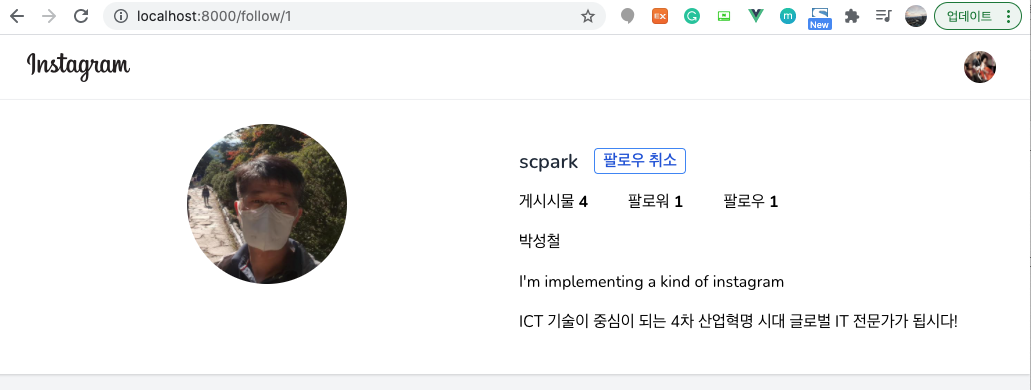 localhost:8000/follow/1
EX
G
m
New
업데이트
Instagram
scpark 팔로우 취소
게시시물 4 팔로워 1 팔로우 1
박성철
I'm implementing a kind of instagram
ICT 기술이 중심이 되는 4차 산업혁명 시대 글로벌 IT 전문가가 됩시다!